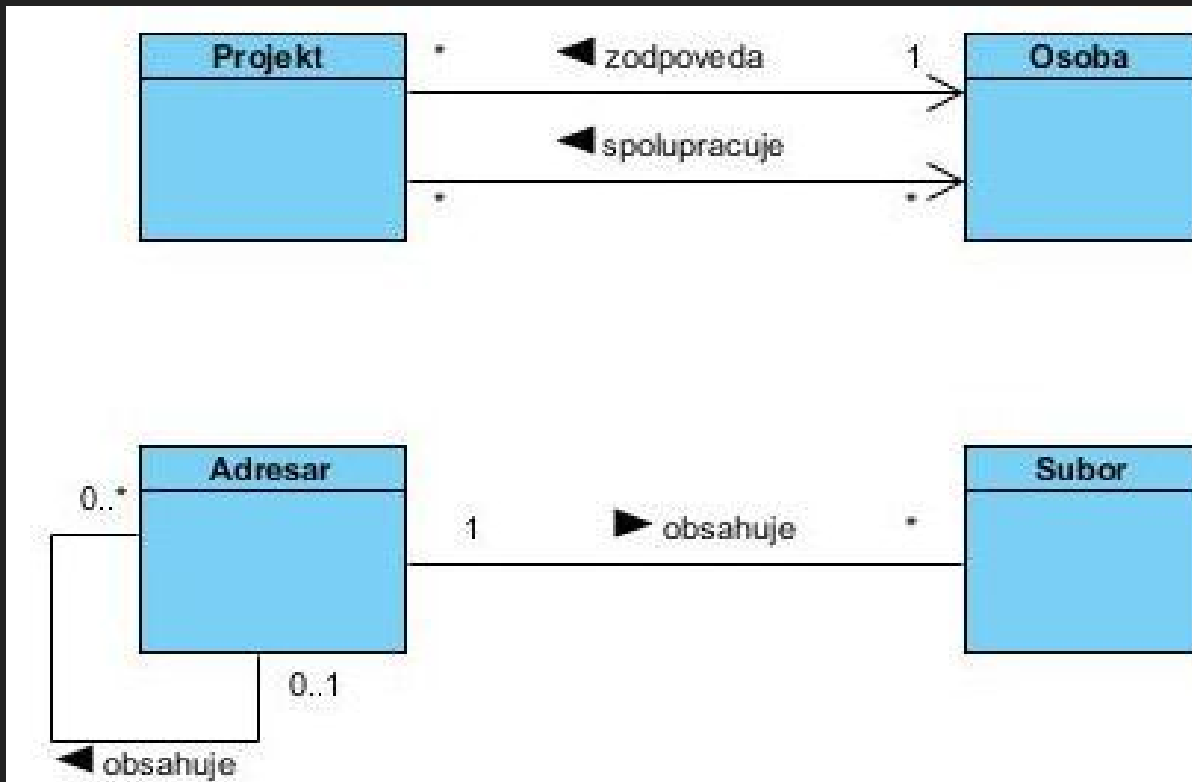 Projekt * ◄ zodpoveda 1 Osoba
◄ spolupracuje
* *
Adresar Subor
0..*
1 ► obsahuje *
0..1
◄ obsahuje